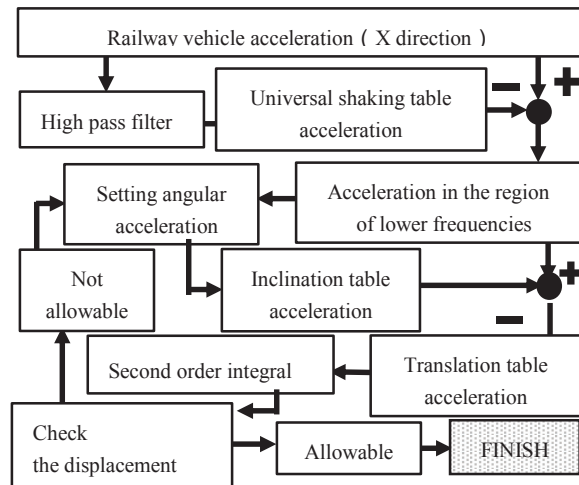 Railway vehicle acceleration ( X direction )
− +
High pass filter
Universal shaking table
acceleration
Setting angular
acceleration
Acceleration in the region
of lower frequencies
Not
allowable
Inclination table
acceleration
+
−
Second order integral
Translation table
acceleration
Check
the displacement
Allowable
FINISH